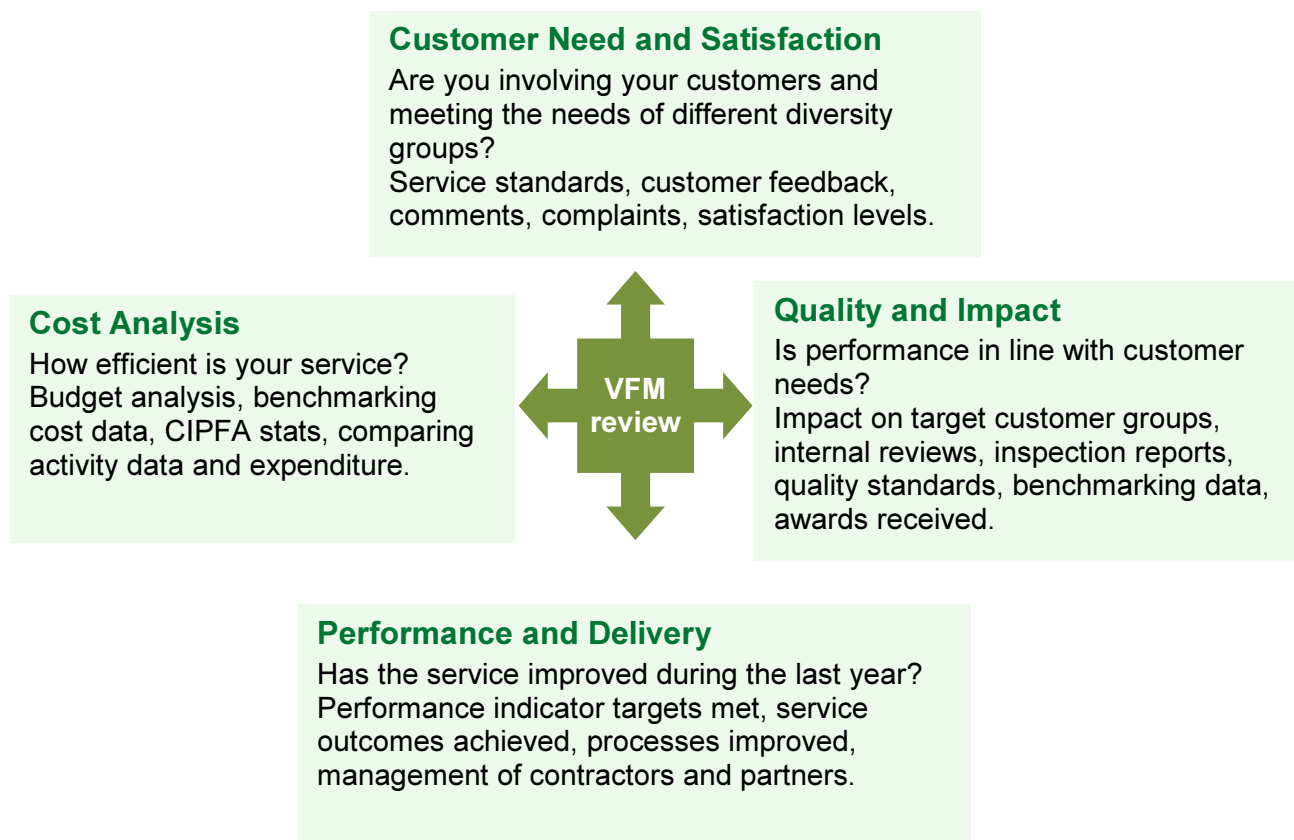 Customer Need and Satisfaction
Are you involving your customers and
meeting the needs of different diversity
groups?
Service standards, customer feedback,
comments, complaints, satisfaction levels.
Cost Analysis
How efficient is your service?
Budget analysis, benchmarking
cost data, CIPFA stats, comparing
activity data and expenditure.
VFM
review
Quality and Impact
Is performance in line with customer
needs?
Impact on target customer groups,
internal reviews, inspection reports,
quality standards, benchmarking data,
awards received.
Performance and Delivery
Has the service improved during the last year?
Performance indicator targets met, service
outcomes achieved, processes improved,
management of contractors and partners.